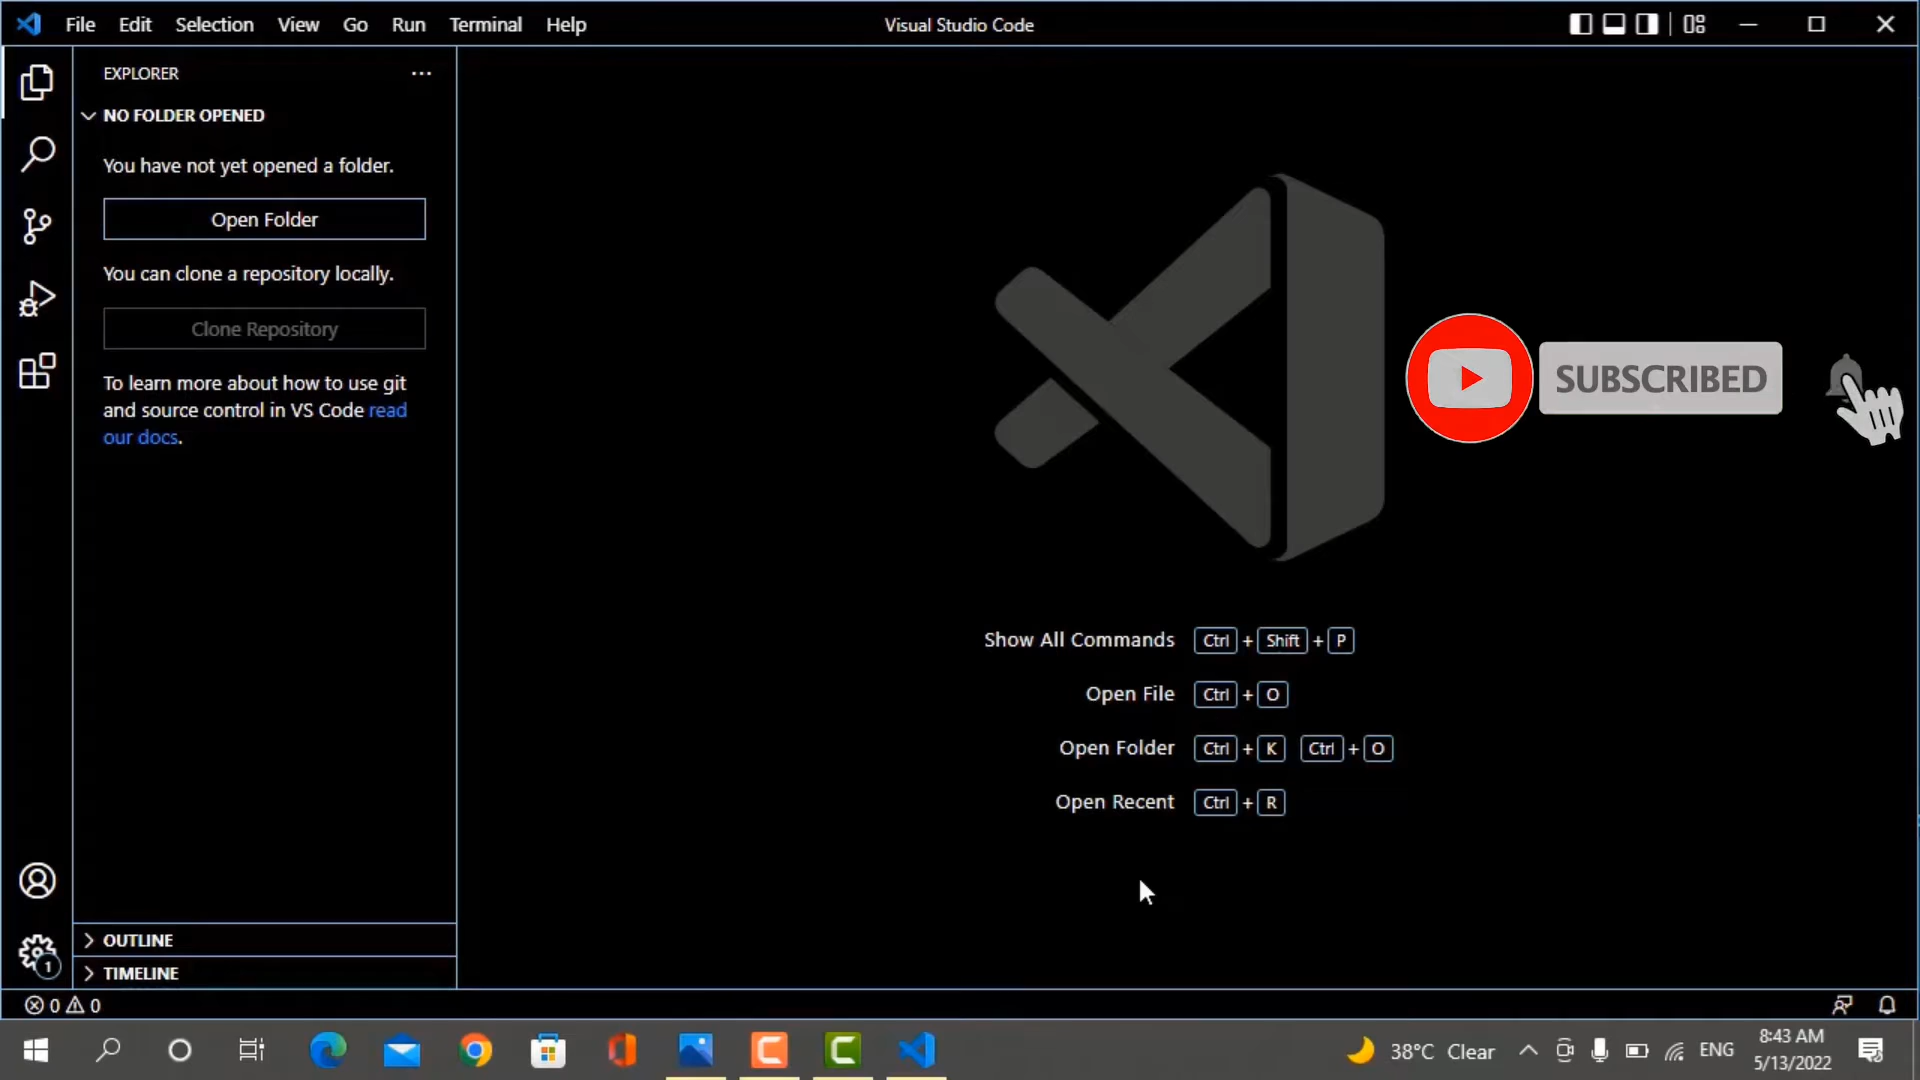 File Edit Selection View Go Run Terminal Help
Visual Studio Code
EXPLORER
NO FOLDER OPENED
You have not yet opened a folder.
Open Folder
You can clone a repository locally.
Clone Repository
To learn more about how to use git
and source control in VS Code read
our docs.
SUBSCRIBED
Show All Commands Ctrl + Shift + P
Open File Ctrl + O
Open Folder Ctrl + K Ctrl + O
Open Recent Ctrl + R
1
OUTLINE
TIMELINE
0 0
38°C Clear
ENG
8:43 AM
5/13/2022